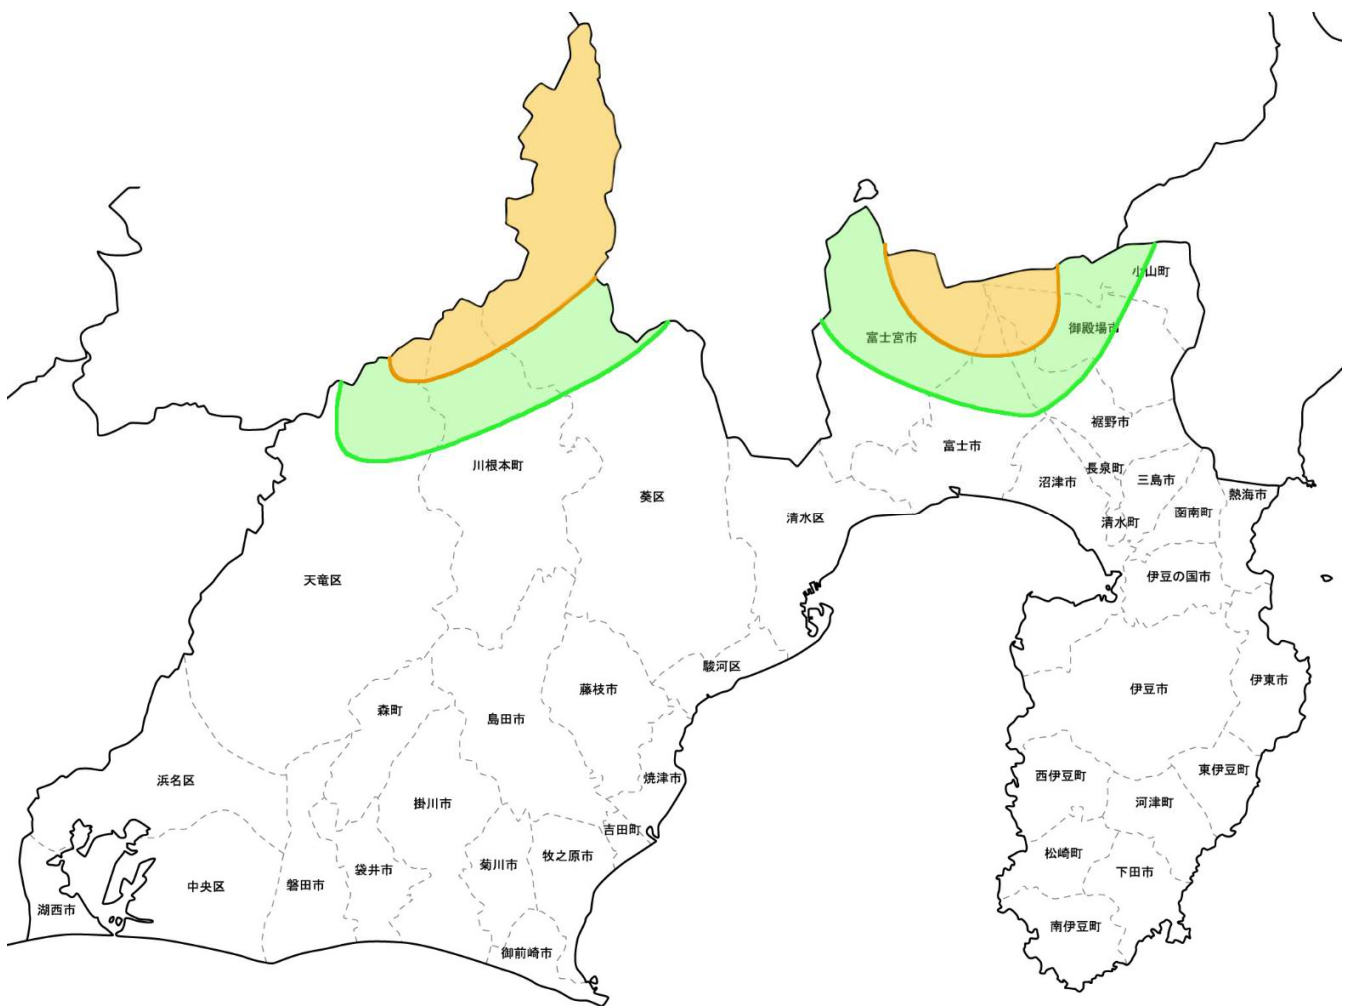 小山町
御殿場市
富士宮市
裾野市
富士市
川根本町
長泉町
沼津市
三島市
熱海市
葵区
函南町
清水区
清水町
伊豆の国市
天竜区
駿河区
伊東市
藤枝市
伊豆市
森町
島田市
東伊豆町
西伊豆町
焼津市
浜名区
河津町
掛川市
吉田町
松崎町
牧之原市
菊川市
袋井市
下田市
磐田市
中央区
湖西市
南伊豆町
御前崎市